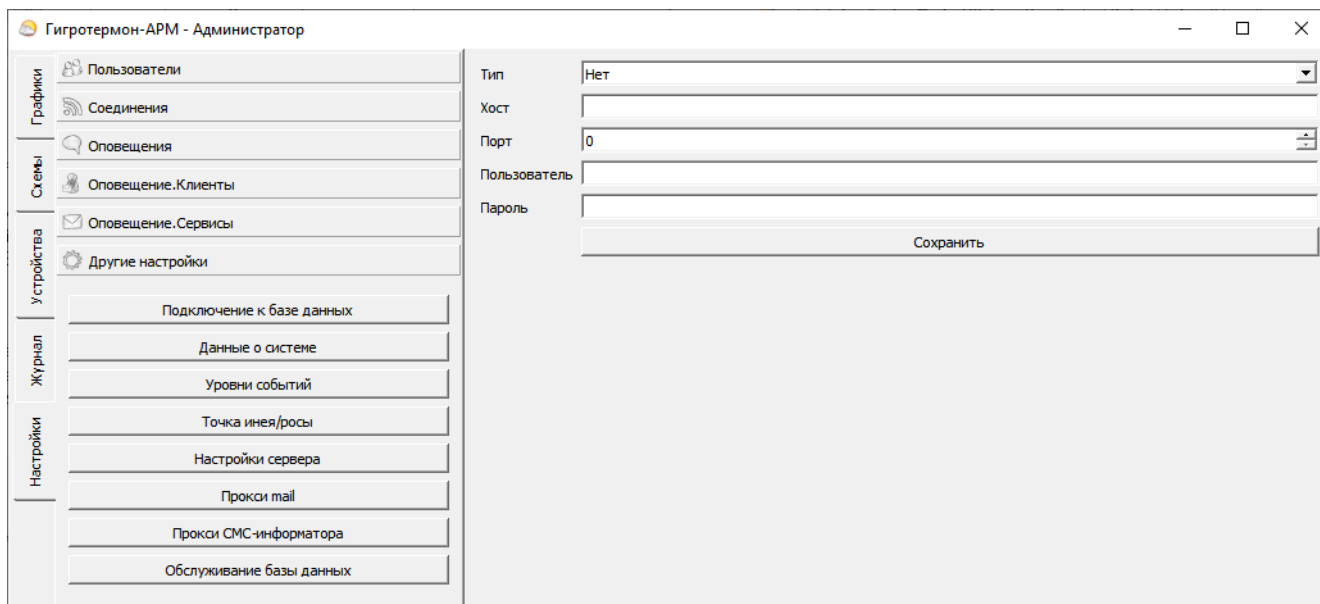 Гигротермон-АРМ - Администратор
Графики
Схемы
Устройства
Журнал
Настройки
Пользователи
Соединения
Оповещения
Оповещение.Клиенты
Оповещение.Сервисы
Другие настройки
Подключение к базе данных
Данные о системе
Уровни событий
Точка инея/росы
Настройки сервера
Прокси mail
Прокси СМС-информатора
Обслуживание базы данных
Тип Нет
Хост
Порт 0
Пользователь
Пароль
Сохранить